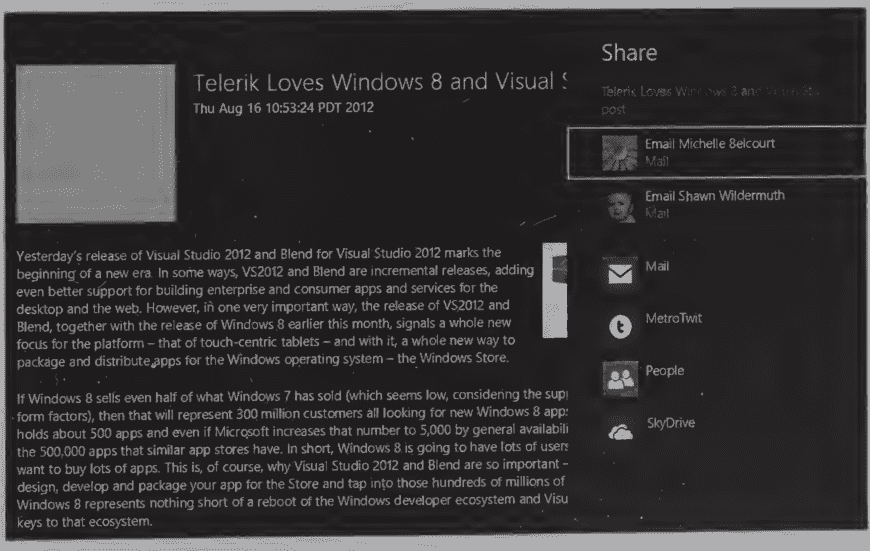 Telerik Loves Windows 8 and Visual S
Thu Aug 16 10:53:24 PDT 2012
Yesterday's release of Visual Studio 2012 and Blend for Visual Studio 2012 marks the
beginning of a new era. In some ways, VS2012 and Blend are incremental releases, adding
even better support for building enterprise and consumer apps and services for the
desktop and the web. However, in one very important way, the release of VS2012 and
Blend, together with the release of Windows 8 earlier this month, signals a whole new
focus for the platform – that of touch-centric tablets – and with it, a whole new way to
package and distribute apps for the Windows operating system – the Windows Store.
If Windows 8 sells even half of what Windows 7 has sold (which seems low, considering the sup
form factors), then that will represent 300 million customers all looking for new Windows 8 app
holds about 500 apps and even if Microsoft increases that number to 5,000 by general availabili
the 500,000 apps that similar app stores have. In short, Windows 8 is going to have lots of users
want to buy lots of apps. This is, of course, why Visual Studio 2012 and Blend are so important –
design, develop and package your app for the Store and tap into those hundreds of millions of
Windows 8 represents nothing short of a reboot of the Windows developer ecosystem and Visu
keys to that ecosystem.
Share
Telerik Loves Windows 8 and
post
Email Michelle Belcourt
Mail
Email Shawn Wildermuth
Mail
Mail
MetroTwit
People
SkyDrive